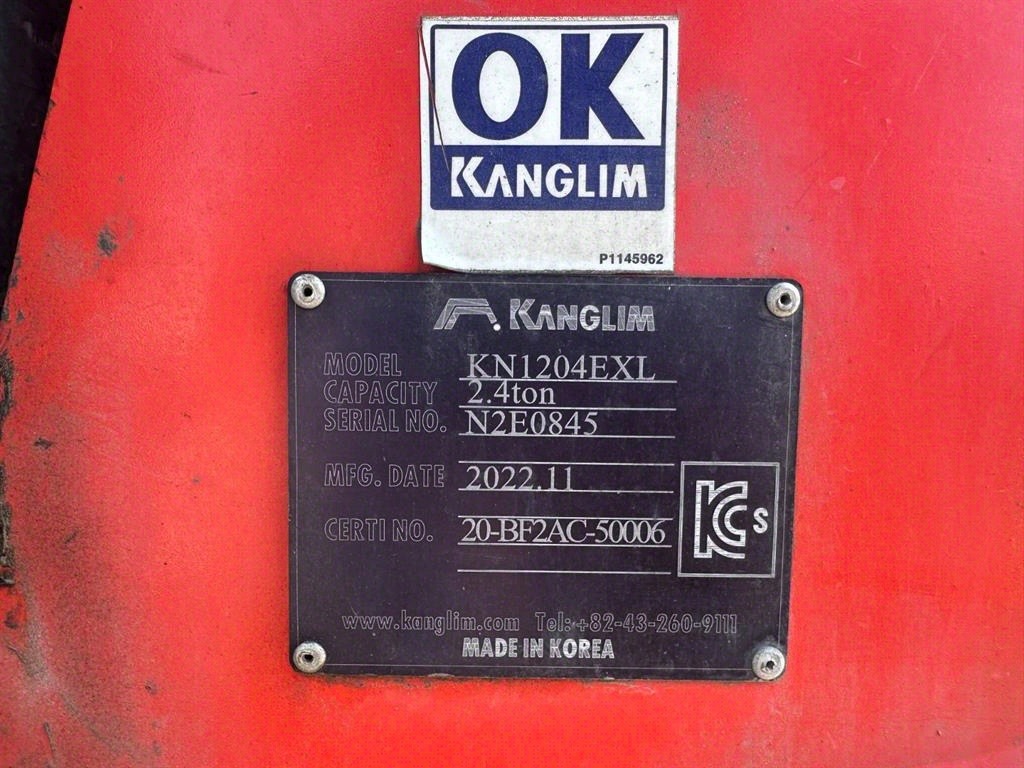 OK
KANGLIM
P1145962
KANGLIM
MODEL KN1204EXL
CAPACITY 2.4ton
SERIAL NO. N2E0845
MFG. DATE 2022.11
CERTI NO. 20-BF2AC-50006
KCs
www.kanglim.com Tel:+82-43-260-9111
MADE IN KOREA